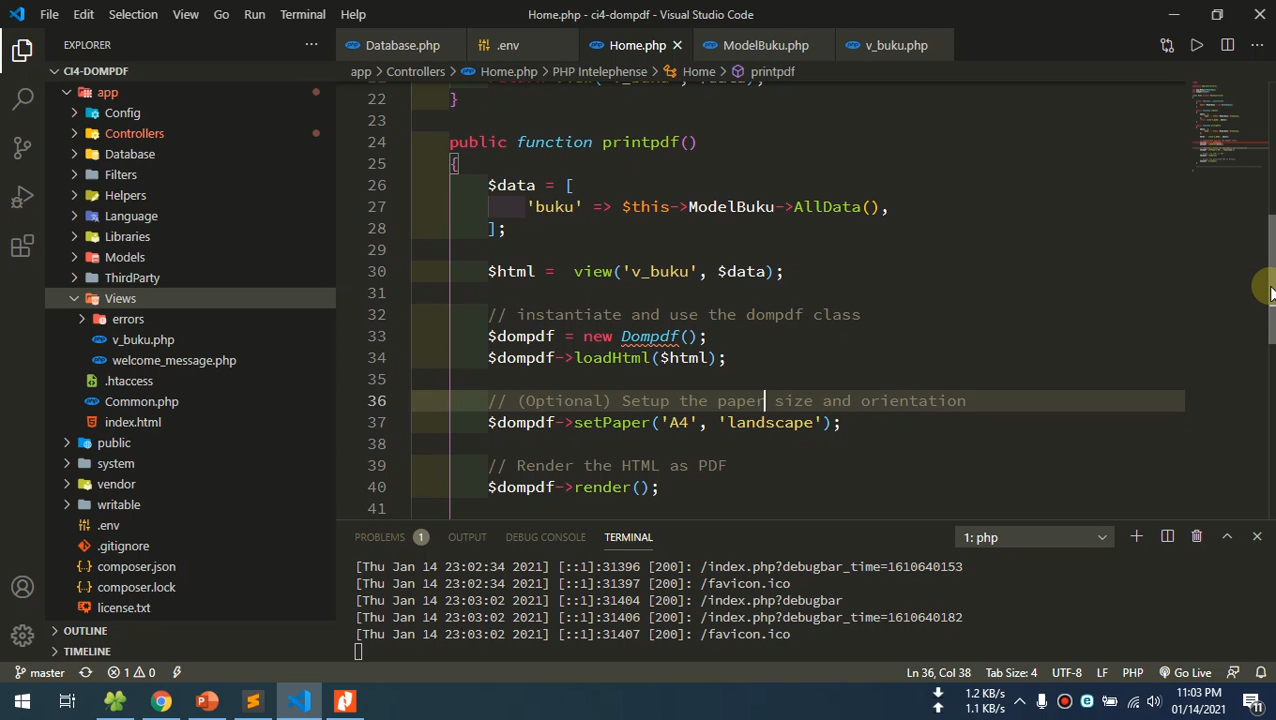 File Edit Selection View Go Run Terminal Help Home.php - ci4-dompdf - Visual Studio Code
EXPLORER
Database.php .env Home.php ModelBuku.php v_buku.php
CI4-DOMPDF
app > Controllers > Home.php > PHP Intelephense > Home > printpdf
app
Config
Controllers
Database
Filters
Helpers
Language
Libraries
Models
ThirdParty
Views
errors
v_buku.php
welcome_message.php
.htaccess
Common.php
index.html
public
system
vendor
writable
.env
.gitignore
composer.json
composer.lock
license.txt
OUTLINE
TIMELINE
22 }
23
24 public function printpdf()
25 {
26 $data = [
27 'buku' => $this->ModelBuku->AllData(),
28 ];
29
30 $html =  view('v_buku', $data);
31
32 // instantiate and use the dompdf class
33 $dompdf = new Dompdf();
34 $dompdf->loadHtml($html);
35
36 // (Optional) Setup the paper size and orientation
37 $dompdf->setPaper('A4', 'landscape');
38
39 // Render the HTML as PDF
40 $dompdf->render();
41
PROBLEMS 1 OUTPUT DEBUG CONSOLE TERMINAL 1: php
[Thu Jan 14 23:02:34 2021] [::1]:31396 [200]: /index.php?debugbar_time=1610640153
[Thu Jan 14 23:02:34 2021] [::1]:31397 [200]: /favicon.ico
[Thu Jan 14 23:03:02 2021] [::1]:31404 [200]: /index.php?debugbar
[Thu Jan 14 23:03:02 2021] [::1]:31406 [200]: /index.php?debugbar_time=1610640182
[Thu Jan 14 23:03:02 2021] [::1]:31407 [200]: /favicon.ico
master 1 0 Ln 36, Col 38 Tab Size: 4 UTF-8 LF PHP Go Live
1.2 KB/s
1.1 KB/s
11:03 PM
01/14/2021
11